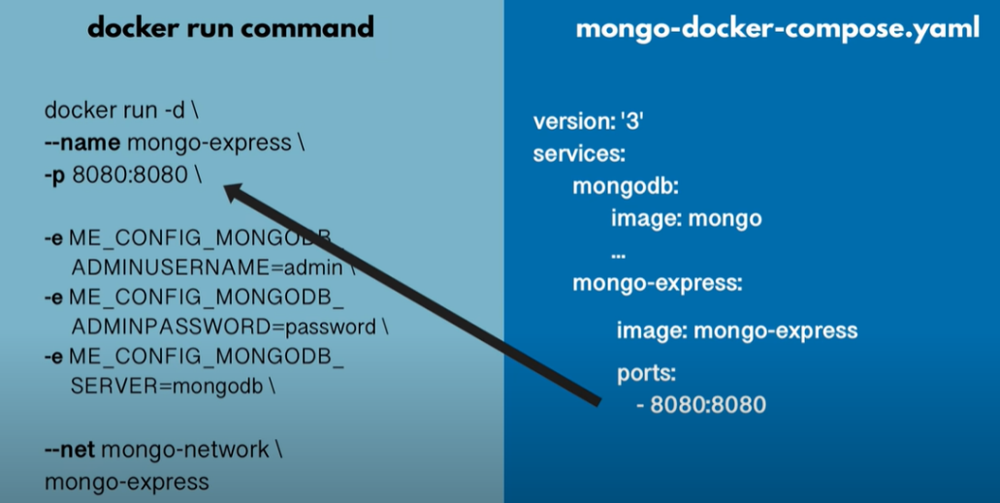 docker run command
docker run -d \
--name mongo-express \
-p 8080:8080 \
-e ME_CONFIG_MONGODB_
ADMINUSERNAME=admin \
-e ME_CONFIG_MONGODB_
ADMINPASSWORD=password \
-e ME_CONFIG_MONGODB_
SERVER=mongodb \
--net mongo-network \
mongo-express
mongo-docker-compose.yaml
version: '3'
services:
mongodb:
image: mongo
...
mongo-express:
image: mongo-express
ports:
- 8080:8080